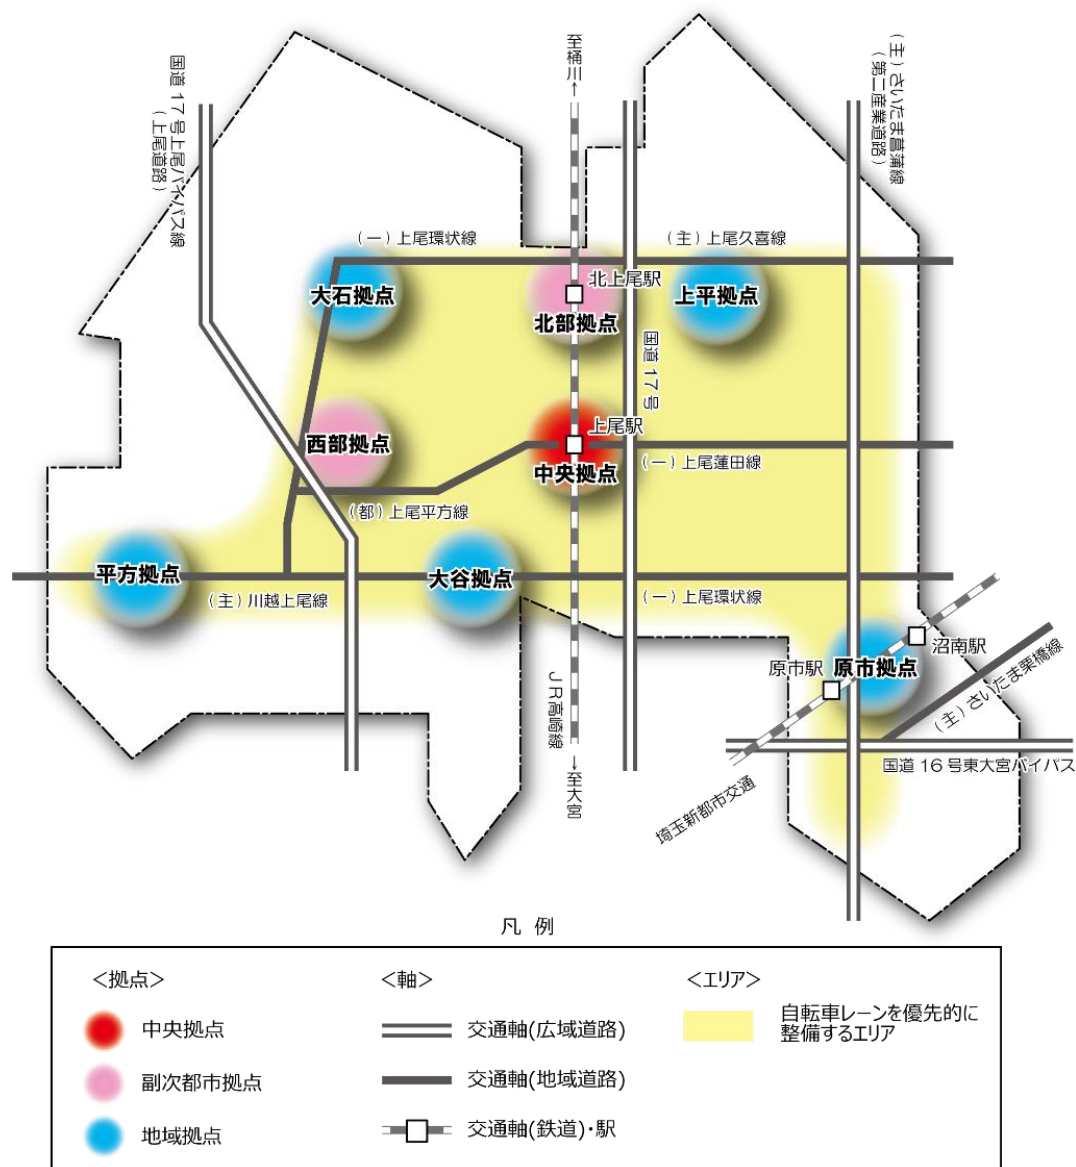 至桶川→
(主)さいたま菖蒲線
(第二産業道路)
国道17号上尾バイパス線
(上尾道路)
(一)上尾環状線
(主)上尾久喜線
大石拠点
北上尾駅
上平拠点
北部拠点
国道17号
上尾駅
西部拠点
中央拠点
(一)上尾蓮田線
(都)上尾平方線
平方拠点
大谷拠点
(主)川越上尾線
(一)上尾環状線
沼南駅
原市駅
原市拠点
(主)さいたま栗橋線
JR高崎線
→至大宮
国道16号東大宮バイパス
埼玉新都市交通
凡 例
<拠点>
<軸>
<エリア>
中央拠点
交通軸(広域道路)
自転車レーンを優先的に
整備するエリア
副次都市拠点
交通軸(地域道路)
地域拠点
交通軸(鉄道)・駅